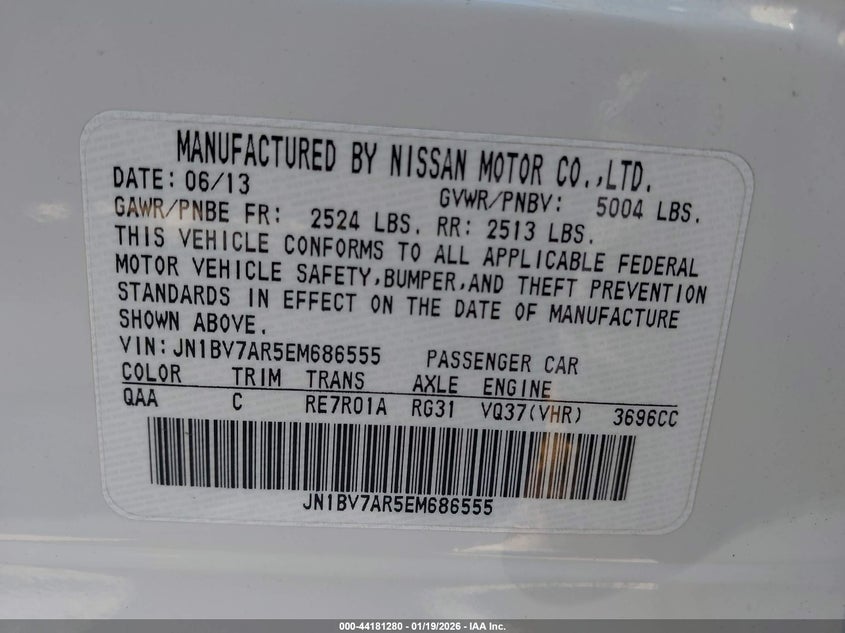 MANUFACTURED BY NISSAN MOTOR CO.,LTD.
DATE: 06/13 GVWR/PNBV: 5004 LBS.
GAWR/PNBE FR: 2524 LBS. RR: 2513 LBS.
THIS VEHICLE CONFORMS TO ALL APPLICABLE FEDERAL
MOTOR VEHICLE SAFETY,BUMPER,AND THEFT PREVENTION
STANDARDS IN EFFECT ON THE DATE OF MANUFACTURE
SHOWN ABOVE.
VIN: JN1BV7AR5EM686555 PASSENGER CAR
COLOR TRIM TRANS AXLE ENGINE
QAA C RE7R01A RG31 VQ37(VHR) 3696CC
JN1BV7AR5EM686555
000-44181280 - 01/19/2026 - IAA Inc.